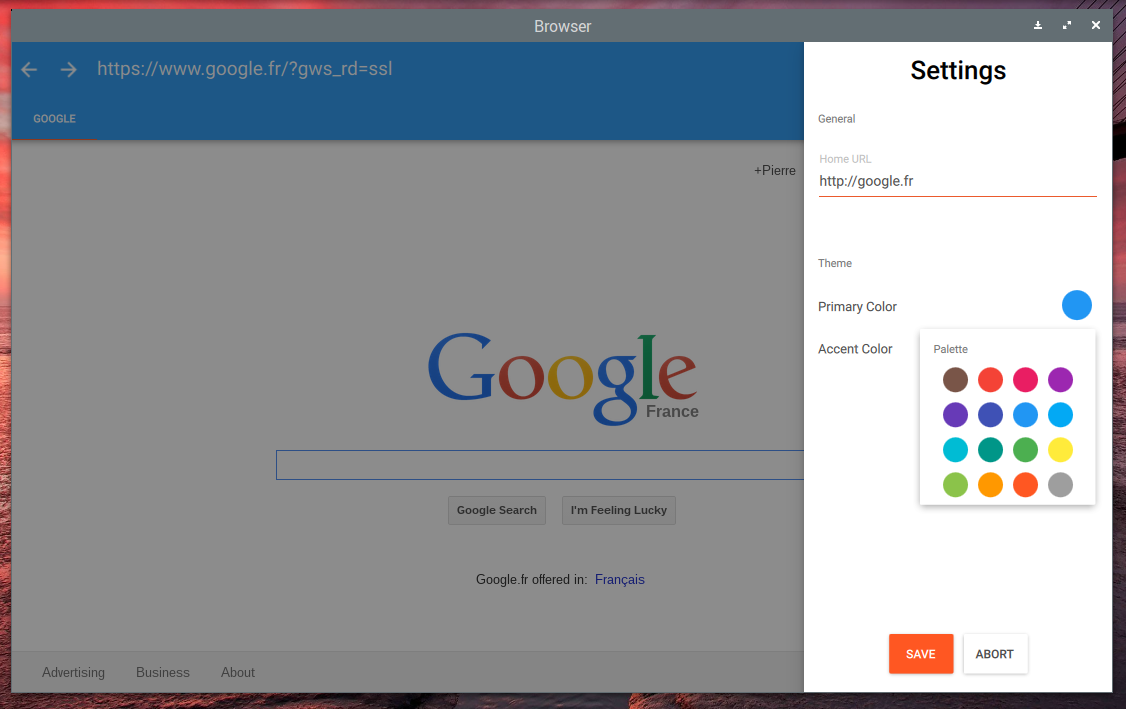 Browser
https://www.google.fr/?gws_rd=ssl
GOOGLE
+Pierre
Google
France
Google Search
I'm Feeling Lucky
Google.fr offered in: Français
Advertising
Business
About
Settings
General
Home URL
http://google.fr
Theme
Primary Color
Accent Color
Palette
SAVE
ABORT